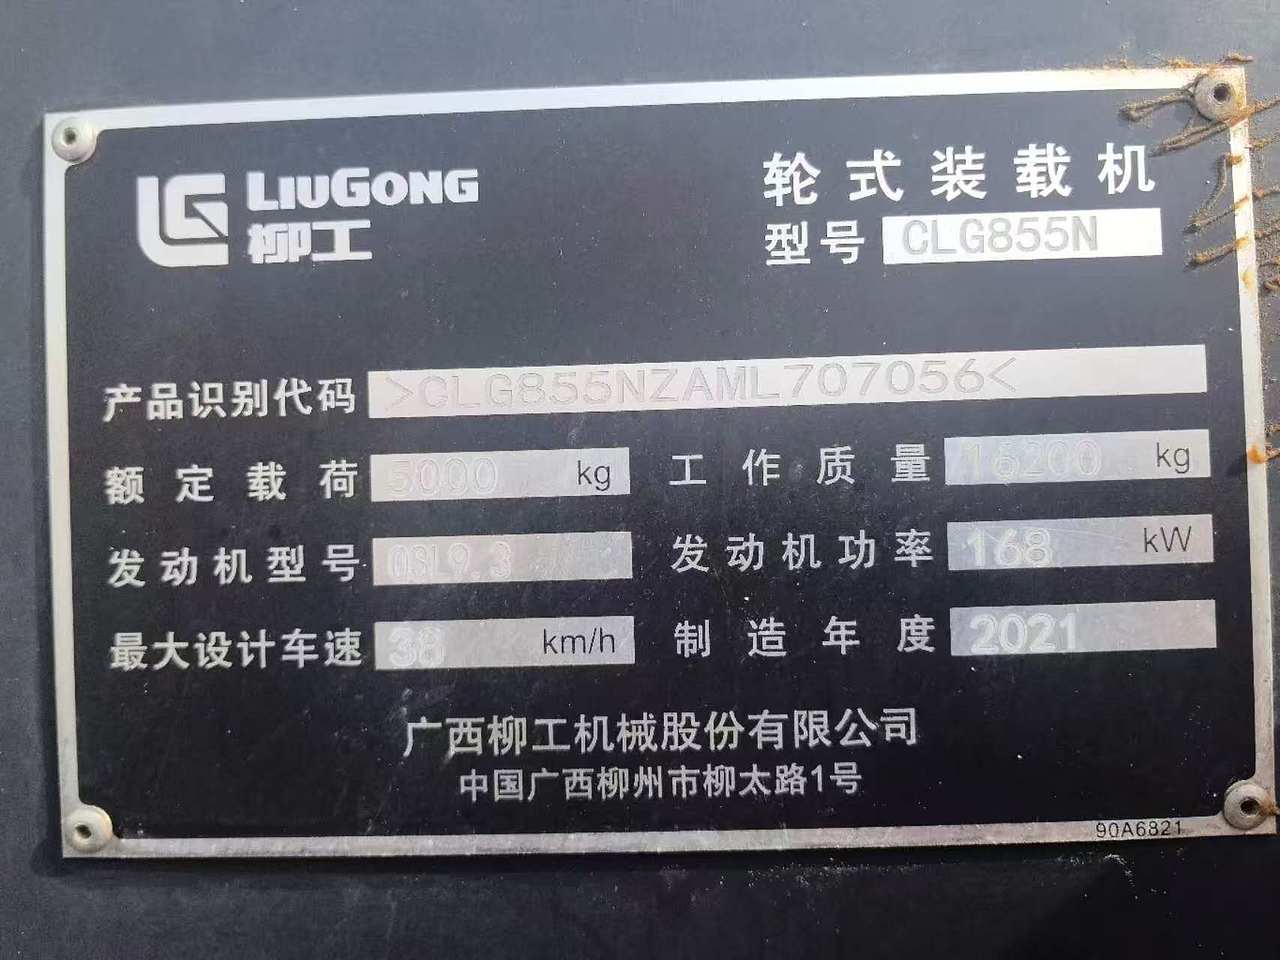 LIUGONG
柳工
轮式装载机
型号 CLG855N
产品识别代码 >CLG855NZAML707056<
额定载荷 5000 kg 工作质量 16200 kg
发动机型号 发动机功率 168 kW
最大设计车速 38 km/h 制造年度 2021
广西柳工机械股份有限公司
中国广西柳州市柳太路1号
90A6821